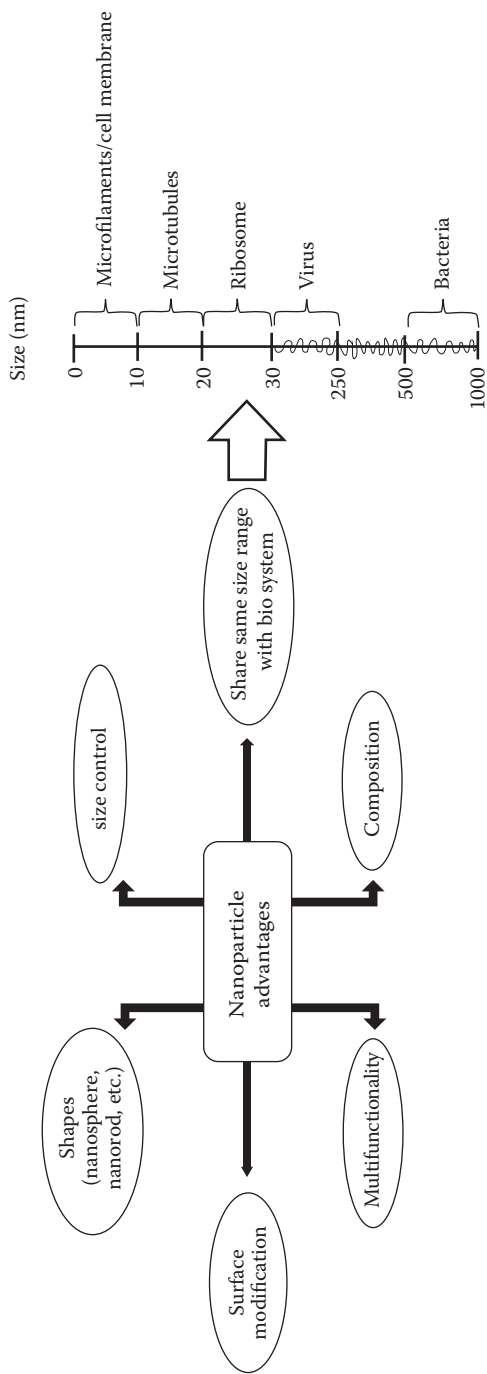 Shapes
(nanosphere,
nanorod, etc.)
size control
Surface
modification
Nanoparticle
advantages
Share same size range
with bio system
Multifunctionality
Composition
Size (nm)
0
10
20
30
250
500
1000
Microfilaments/cell membrane
Microtubules
Ribosome
Virus
Bacteria